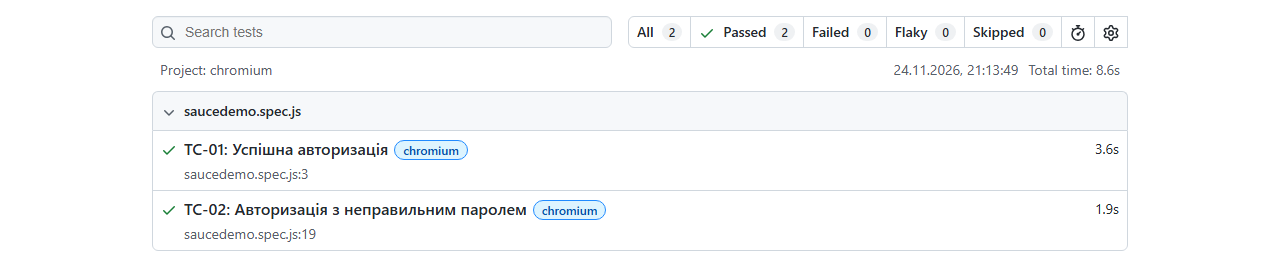 Search tests All 2 Passed 2 Failed 0 Flaky 0 Skipped 0
Project: chromium 24.11.2026, 21:13:49 Total time: 8.6s
saucedemo.spec.js
TC-01: Успішна авторизація chromium 3.6s
saucedemo.spec.js:3
TC-02: Авторизація з неправильним паролем chromium 1.9s
saucedemo.spec.js:19